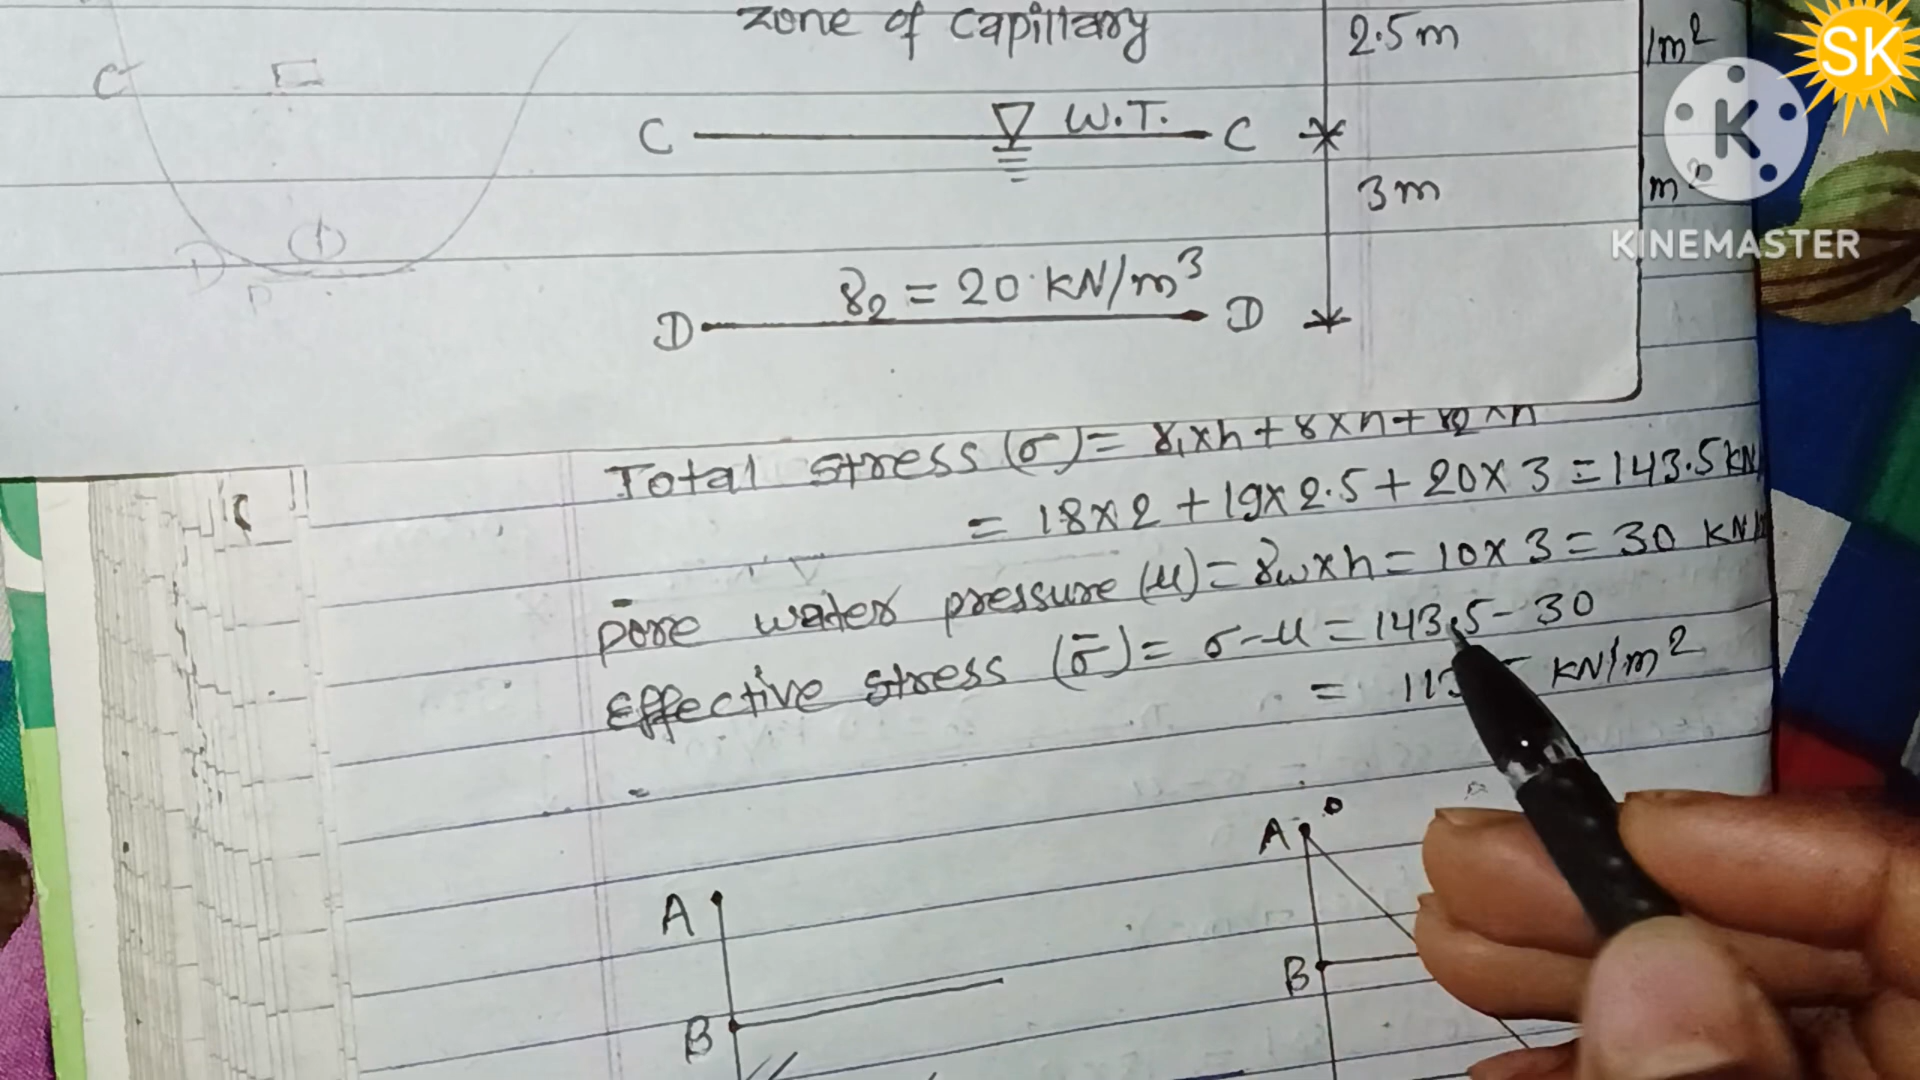 zone of capillary
2.5m
/m²
SK
K
C
C W.T. C
3m
m²
KINEMASTER
D
γ₂ = 20 KN/m³
D D
Total stress (σ) = γ₁×h + γ×h + γ₂×h
= 18×2 + 19×2.5 + 20×3 = 143.5 KN
pore water pressure (u) = γw×h = 10×3 = 30 KN/
Effective stress (σ̄) = σ-u = 143.5 - 30
= KN/m²
A 0
A
B
B